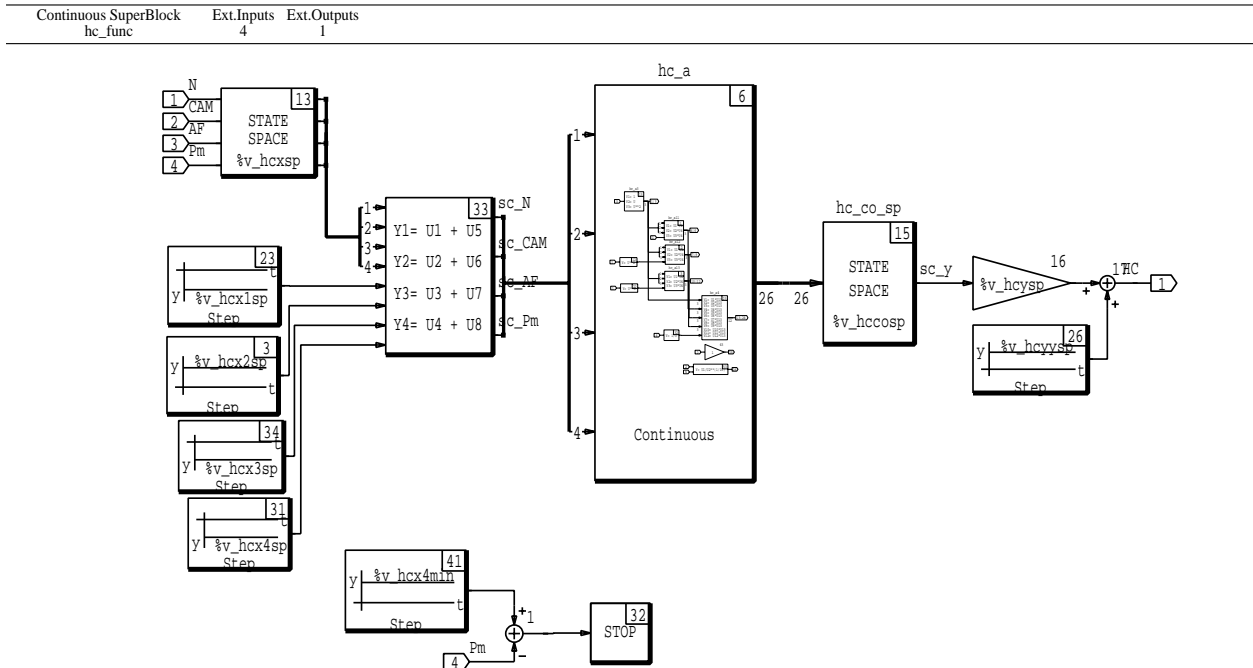 Continuous SuperBlock Ext.Inputs Ext.Outputs
hc_func 4 1
hc_a
N
1
CAM
2
AF
3
Pm
4
13
STATE
SPACE
%v_hcxsp
6
1
2
3
4
Continuous
33
1
2
3
4
Y1= U1 + U5
Y2= U2 + U6
Y3= U3 + U7
Y4= U4 + U8
sc_N
sc_CAM
sc_AF
sc_Pm
26 26
hc_co_sp
15
STATE
SPACE
%v_hccosp
sc_y
16
%v_hcysp
17
HC
1
+
+
23
y
t
%v_hcx1sp
Step
3
y
%v_hcx2sp
t
Step
34
t
y
%v_hcx3sp
Step
31
t
y
%v_hcx4sp
Step
26
%v_hcyysp
y
t
Step
41
y
%v_hcx4min
t
Step
+
1
-
Pm
4
32
STOP